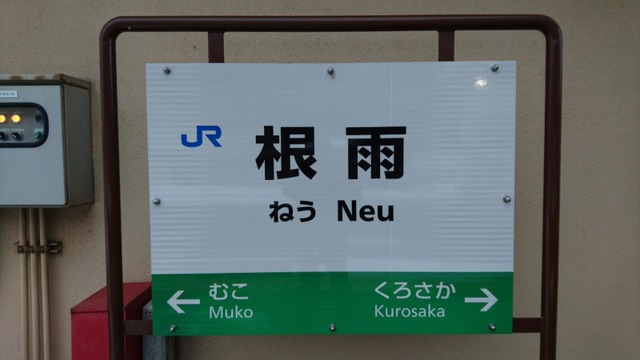 JR
根雨
ねう Neu
← むこ
Muko
くろさか →
Kurosaka